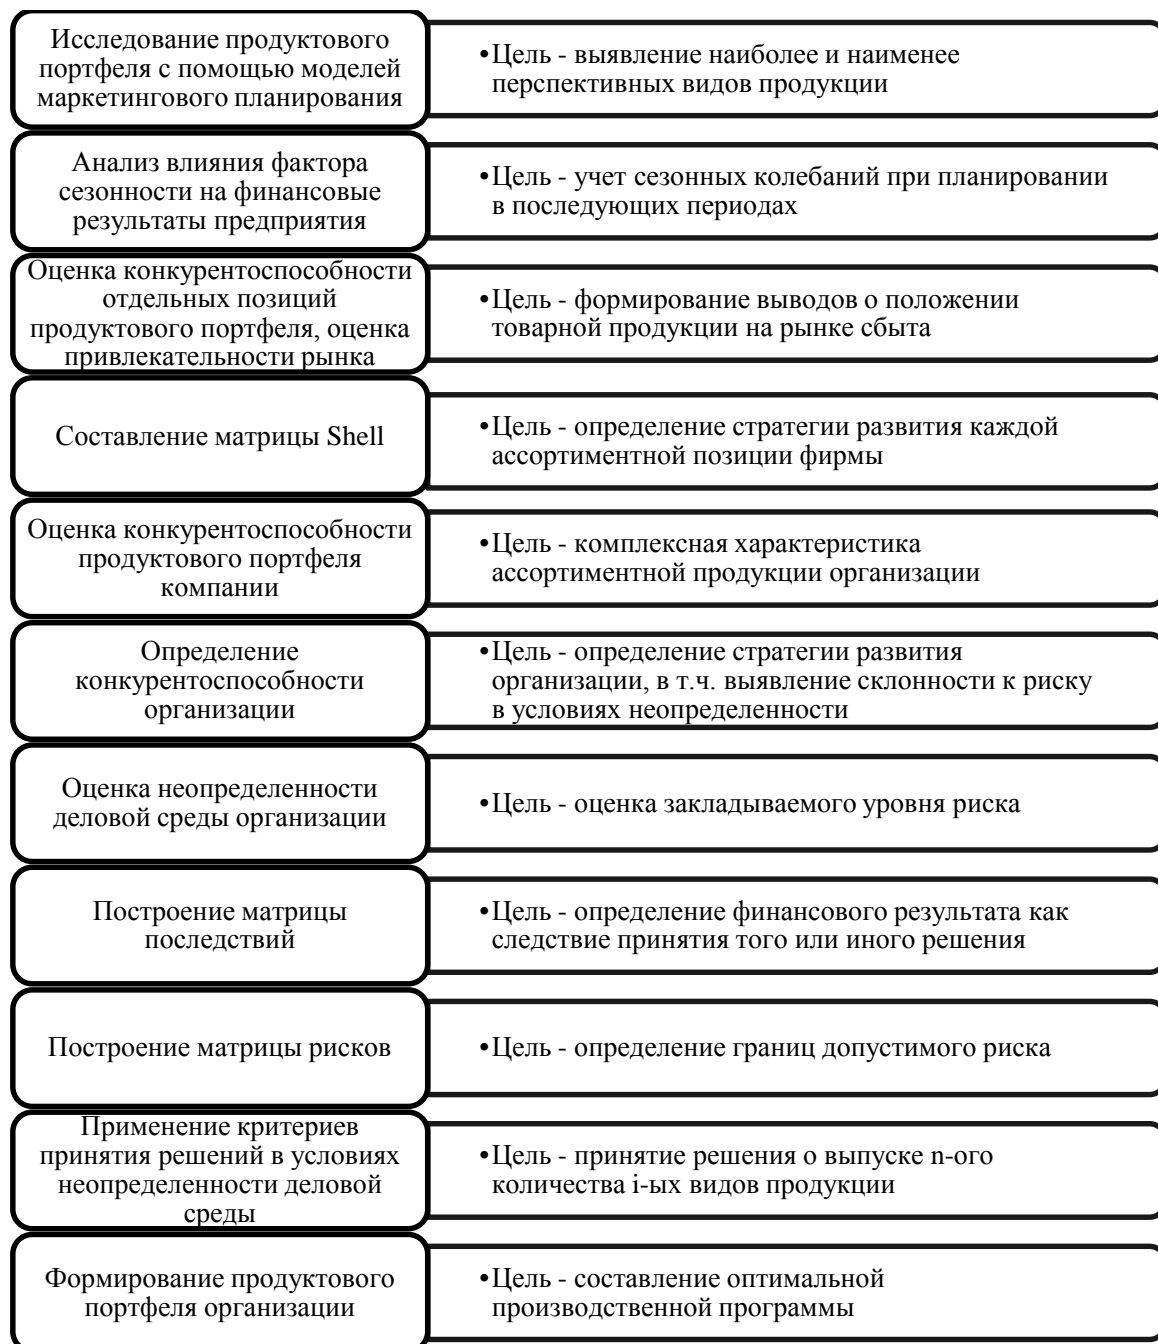 Исследование продуктового
портфеля с помощью моделей
маркетингового планирования
•Цель - выявление наиболее и наименее
перспективных видов продукции
Анализ влияния фактора
сезонности на финансовые
результаты предприятия
•Цель - учет сезонных колебаний при планировании
в последующих периодах
Оценка конкурентоспособности
отдельных позиций
продуктового портфеля, оценка
привлекательности рынка
•Цель - формирование выводов о положении
товарной продукции на рынке сбыта
Составление матрицы Shell
•Цель - определение стратегии развития каждой
ассортиментной позиции фирмы
Оценка конкурентоспособности
продуктового портфеля
компании
•Цель - комплексная характеристика
ассортиментной продукции организации
Определение
конкурентоспособности
организации
•Цель - определение стратегии развития
организации, в т.ч. выявление склонности к риску
в условиях неопределенности
Оценка неопределенности
деловой среды организации
•Цель - оценка закладываемого уровня риска
Построение матрицы
последствий
•Цель - определение финансового результата как
следствие принятия того или иного решения
Построение матрицы рисков
•Цель - определение границ допустимого риска
Применение критериев
принятия решений в условиях
неопределенности деловой
среды
•Цель - принятие решения о выпуске n-ого
количества i-ых видов продукции
Формирование продуктового
портфеля организации
•Цель - составление оптимальной
производственной программы